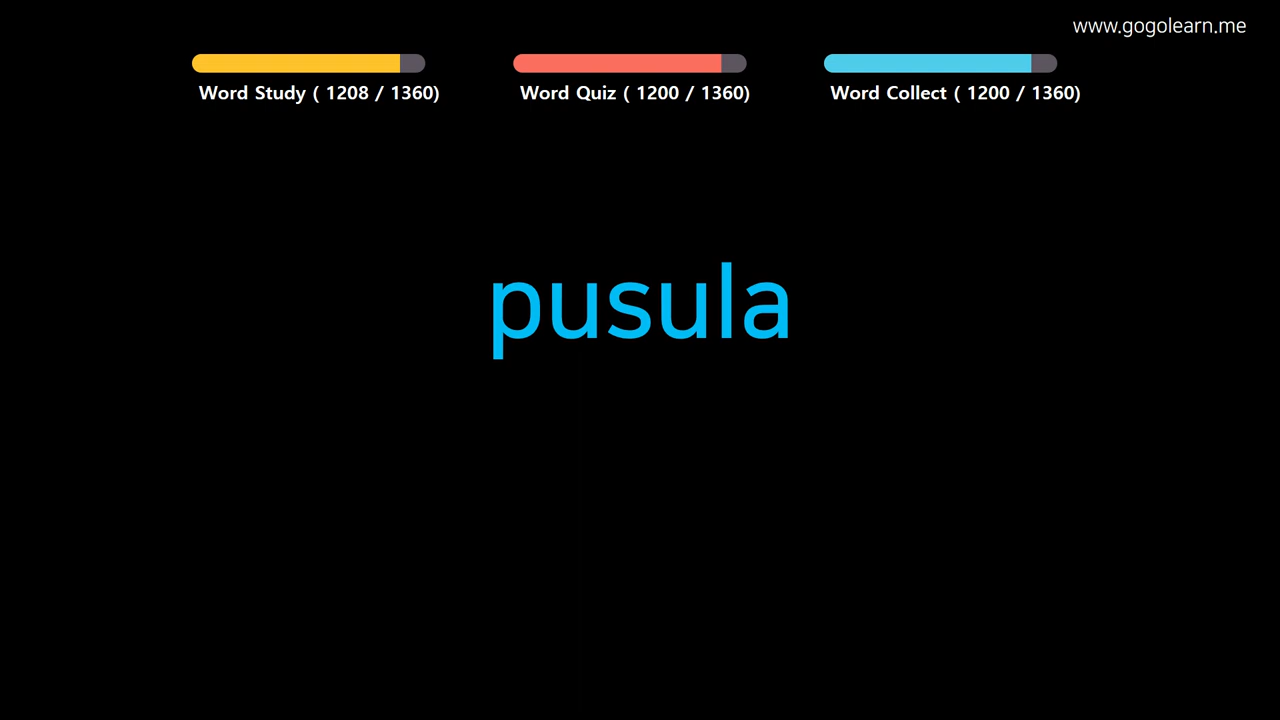 www.gogolearn.me
Word Study ( 1208 / 1360)
Word Quiz ( 1200 / 1360)
Word Collect ( 1200 / 1360)
pusula